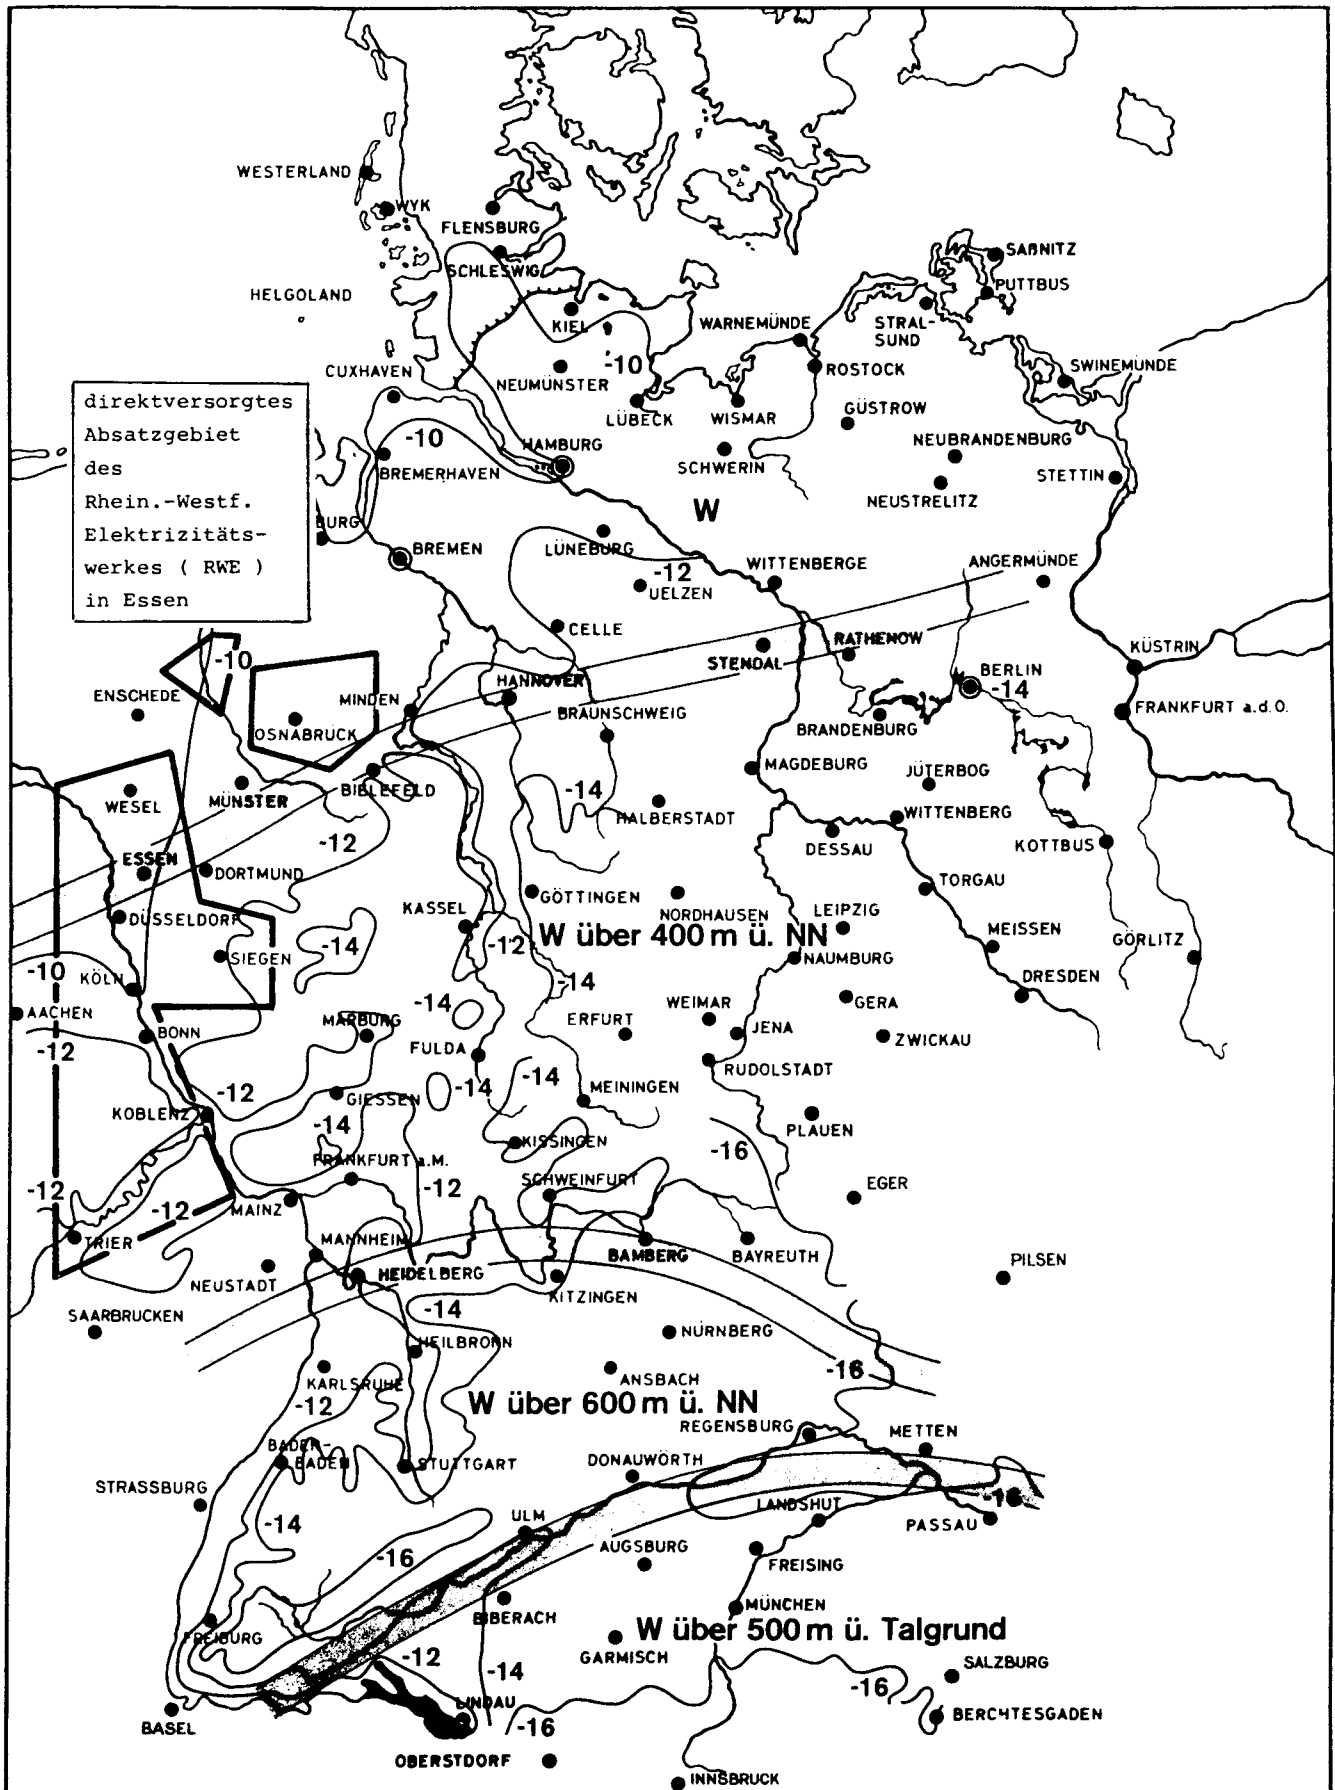 WESTERLAND
WYK
FLENSBURG
SCHLESWIG
SAßNITZ
PUTTBUS
HELGOLAND
KIEL
WARNEMÜNDE
STRAL-
SUND
CUXHAVEN
NEUMÜNSTER
-10
ROSTOCK
SWINEMÜNDE
direktversorgtes
Absatzgebiet
des
Rhein.-Westf.
Elektrizitäts-
werkes ( RWE )
in Essen
LÜBECK
WISMAR
GÜSTROW
-10
HAMBURG
NEUBRANDENBURG
BREMERHAVEN
SCHWERIN
STETTIN
NEUSTRELITZ
W
BURG
BREMEN
LÜNEBURG
WITTENBERGE
ANGERMÜNDE
-12
UELZEN
CELLE
RATHENOW
STENDAL
KÜSTRIN
-10
BERLIN
-14
ENSCHEDE
MINDEN
HANNOVER
BRAUNSCHWEIG
FRANKFURT a.d.O.
OSNABRÜCK
BRANDENBURG
MAGDEBURG
JÜTERBOG
WESEL
MÜNSTER
BIELEFELD
-14
HALBERSTADT
WITTENBERG
-12
DESSAU
KOTTBUS
ESSEN
DORTMUND
TORGAU
GÖTTINGEN
NORDHAUSEN
KASSEL
LEIPZIG
DÜSSELDORF
W über 400 m ü. NN
MEISSEN
GÖRLITZ
-12
-14
SIEGEN
NAUMBURG
-10
KÖLN
-14
DRESDEN
-14
WEIMAR
GERA
AACHEN
MARBURG
ERFURT
JENA
ZWICKAU
BONN
-12
FULDA
RUDOLSTADT
-14
-14
MEININGEN
-12
GIESSEN
KOBLENZ
-14
PLAUEN
KISSINGEN
-16
FRANKFURT a.M.
SCHWEINFURT
EGER
-12
-12
-12
MAINZ
TRIER
MANNHEIM
BAMBERG
BAYREUTH
PILSEN
NEUSTADT
HEIDELBERG
KITZINGEN
SAARBRUCKEN
-14
NÜRNBERG
HEILBRONN
ANSBACH
-16
KARLSRUHE
-12
W über 600 m ü. NN
REGENSBURG
METTEN
BADEN-
BADEN
STUTTGART
DONAUWÖRTH
STRASSBURG
-16
ULM
LANDSHUT
PASSAU
-14
AUGSBURG
-16
FREISING
BIBERACH
MÜNCHEN
FREIBURG
W über 500 m ü. Talgrund
GARMISCH
-12
-14
SALZBURG
-16
LINDAU
BASEL
-16
BERCHTESGADEN
OBERSTDORF
INNSBRUCK